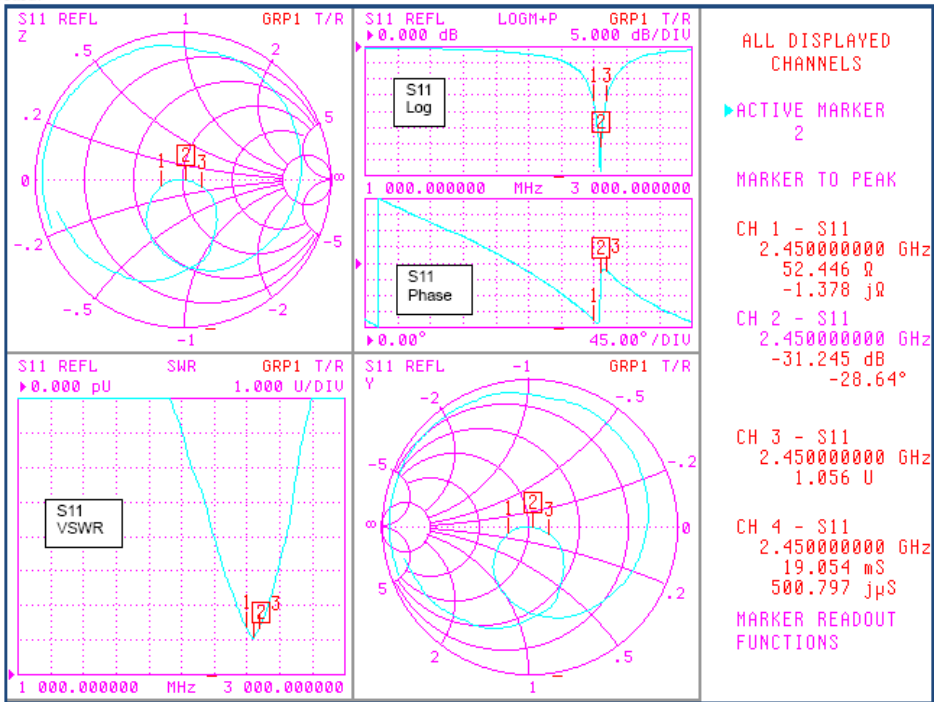 S11 REFL GRP1 T/R
Z
1
.5
2
.2
5
0
∞
-.2
-5
-.5
-2
-1
1
2
3
S11 REFL LOGM+P GRP1 T/R
0.000 dB 5.000 dB/DIV
S11
Log
1 3
2
1 000.000000 MHz 3 000.000000
S11
Phase
2 3
1
0.00° 45.00°/DIV
S11 REFL SWR GRP1 T/R
0.000 pU 1.000 U/DIV
S11
VSWR
1 2 3
1 000.000000 MHz 3 000.000000
S11 REFL GRP1 T/R
Y
-1
-2
-.5
-5
-.2
∞
0
5
.2
2
.5
1
1
2
3
ALL DISPLAYED
CHANNELS
ACTIVE MARKER
2
MARKER TO PEAK
CH 1 - S11
2.450000000 GHz
52.446 Ω
-1.378 jΩ
CH 2 - S11
2.450000000 GHz
-31.245 dB
-28.64°
CH 3 - S11
2.450000000 GHz
1.056 U
CH 4 - S11
2.450000000 GHz
19.054 mS
500.797 jµS
MARKER READOUT
FUNCTIONS